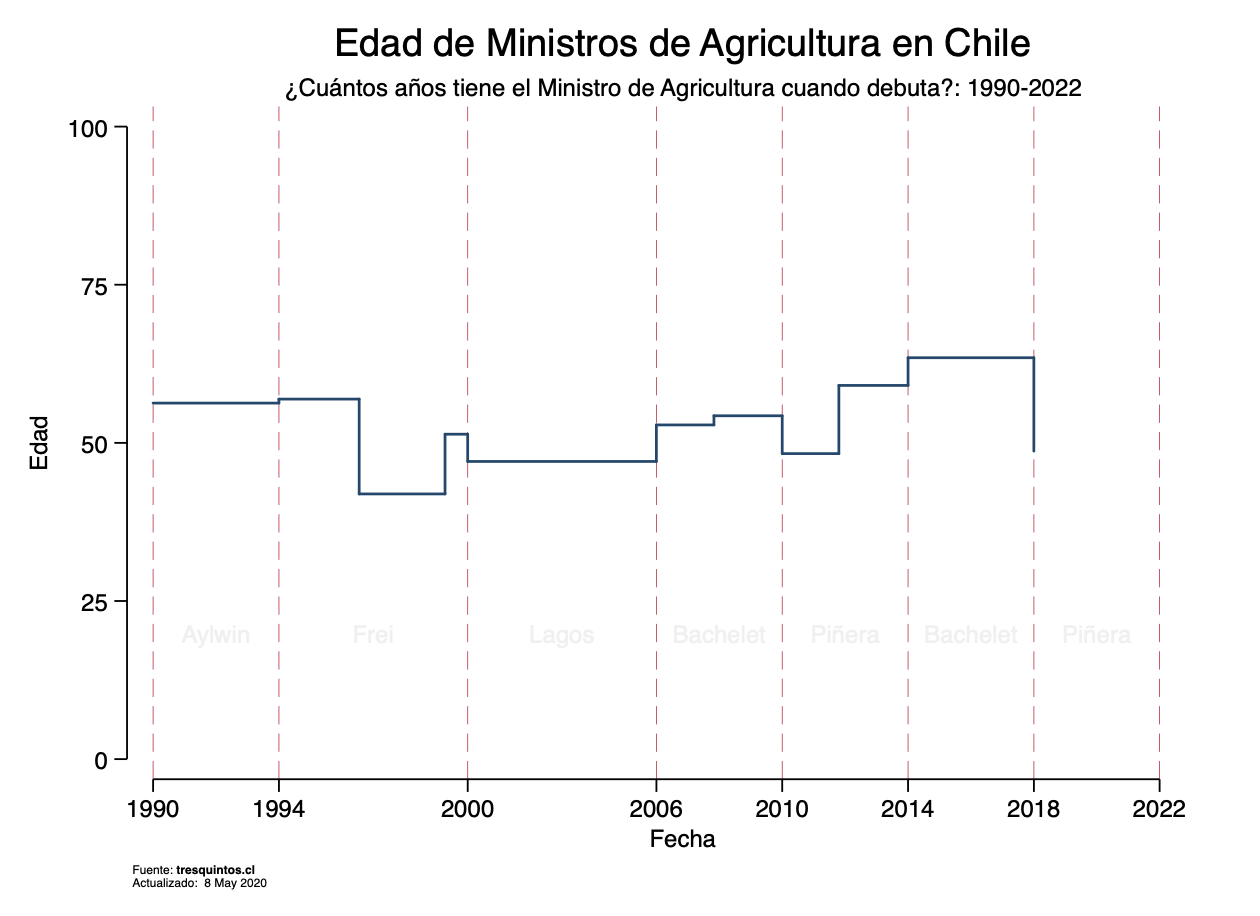 Edad de Ministros de Agricultura en Chile
¿Cuántos años tiene el Ministro de Agricultura cuando debuta?: 1990-2022
100
75
50
25
0
Edad
Aylwin Frei Lagos Bachelet Piñera Bachelet Piñera
1990 1994 2000 2006 2010 2014 2018 2022
Fecha
Fuente: tresquintos.cl
Actualizado: 8 May 2020